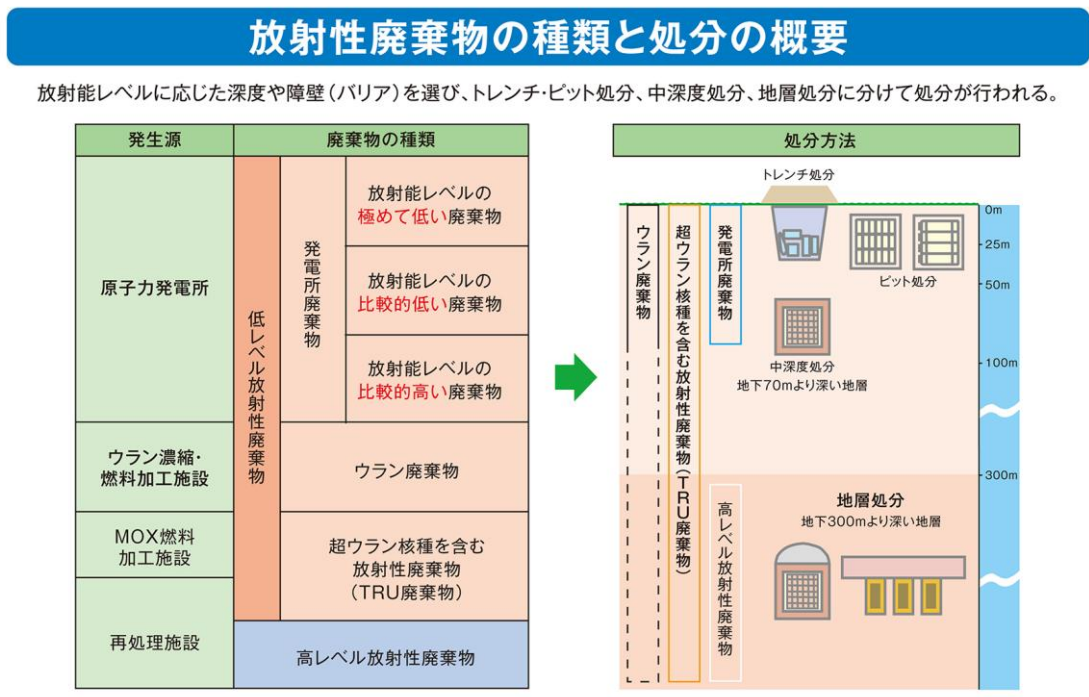 放射性廃棄物の種類と処分の概要
放射能レベルに応じた深度や障壁(バリア)を選び、トレンチ・ピット処分、中深度処分、地層処分に分けて処分が行われる。
発生源
廃棄物の種類
原子力発電所
ウラン濃縮・
燃料加工施設
MOX燃料
加工施設
再処理施設
低レベル放射性廃棄物
発電所廃棄物
放射能レベルの
極めて低い廃棄物
放射能レベルの
比較的低い廃棄物
放射能レベルの
比較的高い廃棄物
ウラン廃棄物
超ウラン核種を含む
放射性廃棄物
(TRU廃棄物)
高レベル放射性廃棄物
処分方法
トレンチ処分
ウラン廃棄物
超ウラン核種を含む放射性廃棄物(TRU廃棄物)
発電所廃棄物
ピット処分
中深度処分
地下70mより深い地層
高レベル放射性廃棄物
地層処分
地下300mより深い地層
0m
25m
50m
100m
300m